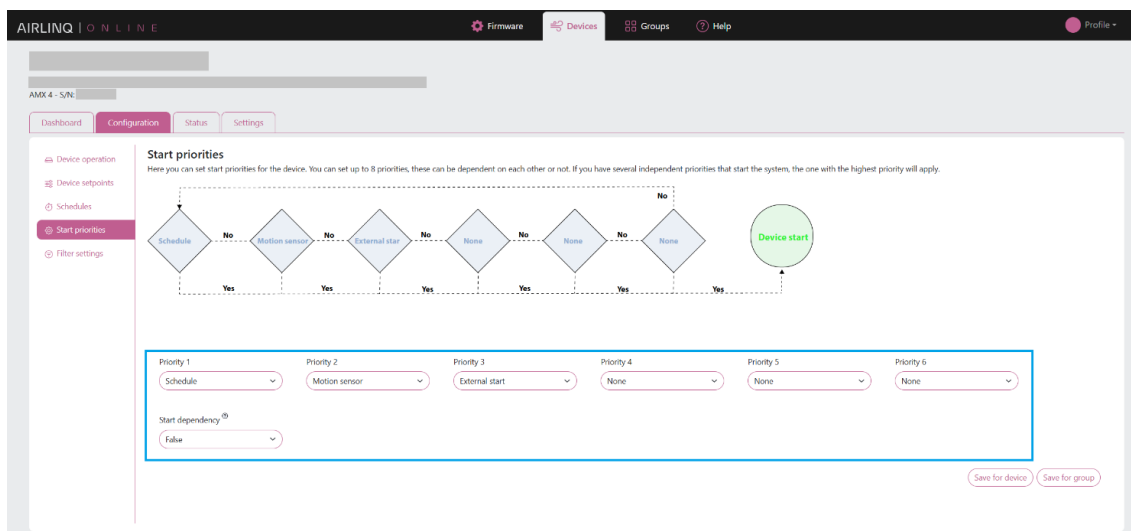 AIRLINQ | ONLINE
Firmware
Devices
Groups
Help
Profile
AMX 4 - S/N:
Dashboard
Configuration
Status
Settings
Device operation
Device setpoints
Schedules
Start priorities
Filter settings
Start priorities
Here you can set start priorities for the device. You can set up to 8 priorities, these can be dependent on each other or not. If you have several independent priorities that start the system, the one with the highest priority will apply.
No
Schedule
No
Motion sensor
No
External star
No
None
No
None
No
None
Device start
Yes
Yes
Yes
Yes
Yes
Yes
Priority 1
Priority 2
Priority 3
Priority 4
Priority 5
Priority 6
Schedule
Motion sensor
External start
None
None
None
Start dependency
False
Save for device
Save for group